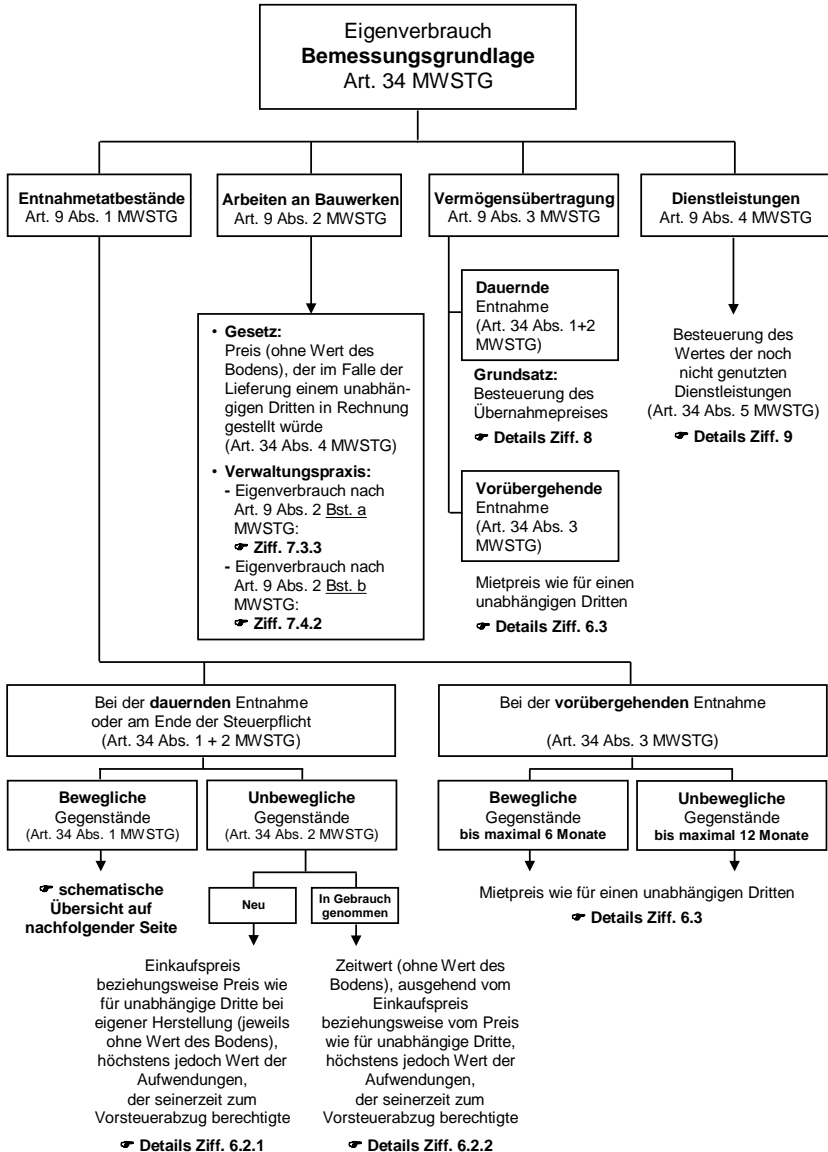 Eigenverbrauch
Bemessungsgrundlage
Art. 34 MWSTG
Entnahmetatbestände
Art. 9 Abs. 1 MWSTG
Arbeiten an Bauwerken
Art. 9 Abs. 2 MWSTG
Vermögensübertragung
Art. 9 Abs. 3 MWSTG
Dienstleistungen
Art. 9 Abs. 4 MWSTG
• Gesetz:
Preis (ohne Wert des
Bodens), der im Falle der
Lieferung einem unabhän-
gigen Dritten in Rechnung
gestellt würde
(Art. 34 Abs. 4 MWSTG)
• Verwaltungspraxis:
- Eigenverbrauch nach
Art. 9 Abs. 2 Bst. a
MWSTG:
☛ Ziff. 7.3.3
- Eigenverbrauch nach
Art. 9 Abs. 2 Bst. b
MWSTG:
☛ Ziff. 7.4.2
Dauernde
Entnahme
(Art. 34 Abs. 1+2
MWSTG)
Grundsatz:
Besteuerung des
Übernahmepreises
☛ Details Ziff. 8
Vorübergehende
Entnahme
(Art. 34 Abs. 3
MWSTG)
Mietpreis wie für einen
unabhängigen Dritten
☛ Details Ziff. 6.3
Besteuerung des
Wertes der noch
nicht genutzten
Dienstleistungen
(Art. 34 Abs. 5 MWSTG)
☛ Details Ziff. 9
Bei der dauernden Entnahme
oder am Ende der Steuerpflicht
(Art. 34 Abs. 1 + 2 MWSTG)
Bei der vorübergehenden Entnahme
(Art. 34 Abs. 3 MWSTG)
Bewegliche
Gegenstände
(Art. 34 Abs. 1 MWSTG)
Unbewegliche
Gegenstände
(Art. 34 Abs. 2 MWSTG)
Bewegliche
Gegenstände
bis maximal 6 Monate
Unbewegliche
Gegenstände
bis maximal 12 Monate
☛ schematische
Übersicht auf
nachfolgender Seite
Neu
In Gebrauch
genommen
Mietpreis wie für einen unabhängigen Dritten
☛ Details Ziff. 6.3
Einkaufspreis
beziehungsweise Preis wie
für unabhängige Dritte bei
eigener Herstellung (jeweils
ohne Wert des Bodens),
höchstens jedoch Wert der
Aufwendungen,
der seinerzeit zum
Vorsteuerabzug berechtigte
☛ Details Ziff. 6.2.1
Zeitwert (ohne Wert des
Bodens), ausgehend vom
Einkaufspreis
beziehungsweise vom Preis
wie für unabhängige Dritte,
höchstens jedoch Wert der
Aufwendungen,
der seinerzeit zum
Vorsteuerabzug berechtigte
☛ Details Ziff. 6.2.2